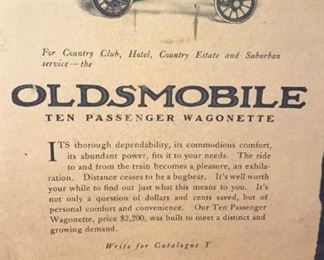 For Country Club, Hotel, Country Estate and Suburban
service—the
OLDSMOBILE
TEN PASSENGER WAGONETTE
ITS thorough dependability, its commodious comfort,
its abundant power, fits it to your needs. The ride
to and from the train becomes a pleasure, an exhila-
ration. Distance ceases to be a bugbear. It's well worth
your while to find out just what this means to you. It's
not only a question of dollars and cents saved, but of
personal comfort and convenience. Our Ten Passenger
Wagonette, price $2,200, was built to meet a distinct and
growing demand.
Write for Catalogue Y